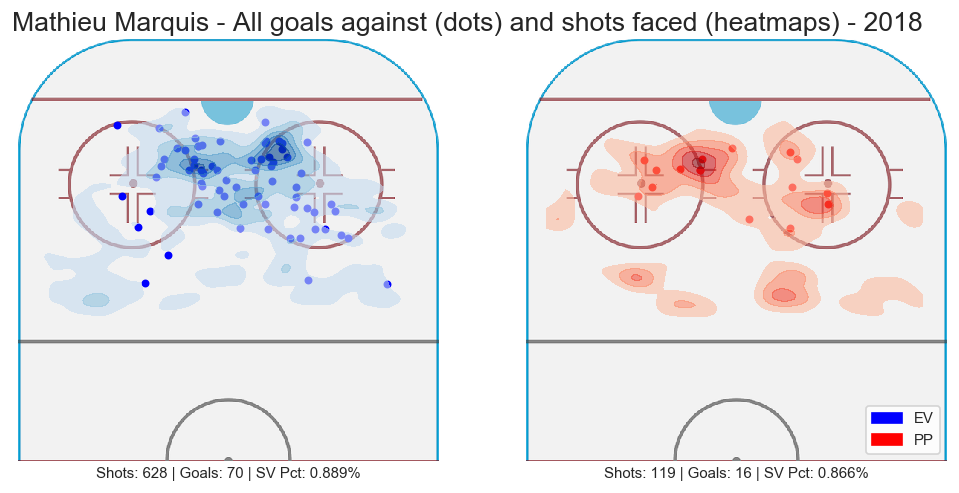 Mathieu Marquis - All goals against (dots) and shots faced (heatmaps) - 2018
EV
PP
Shots: 628 | Goals: 70 | SV Pct: 0.889%
Shots: 119 | Goals: 16 | SV Pct: 0.866%